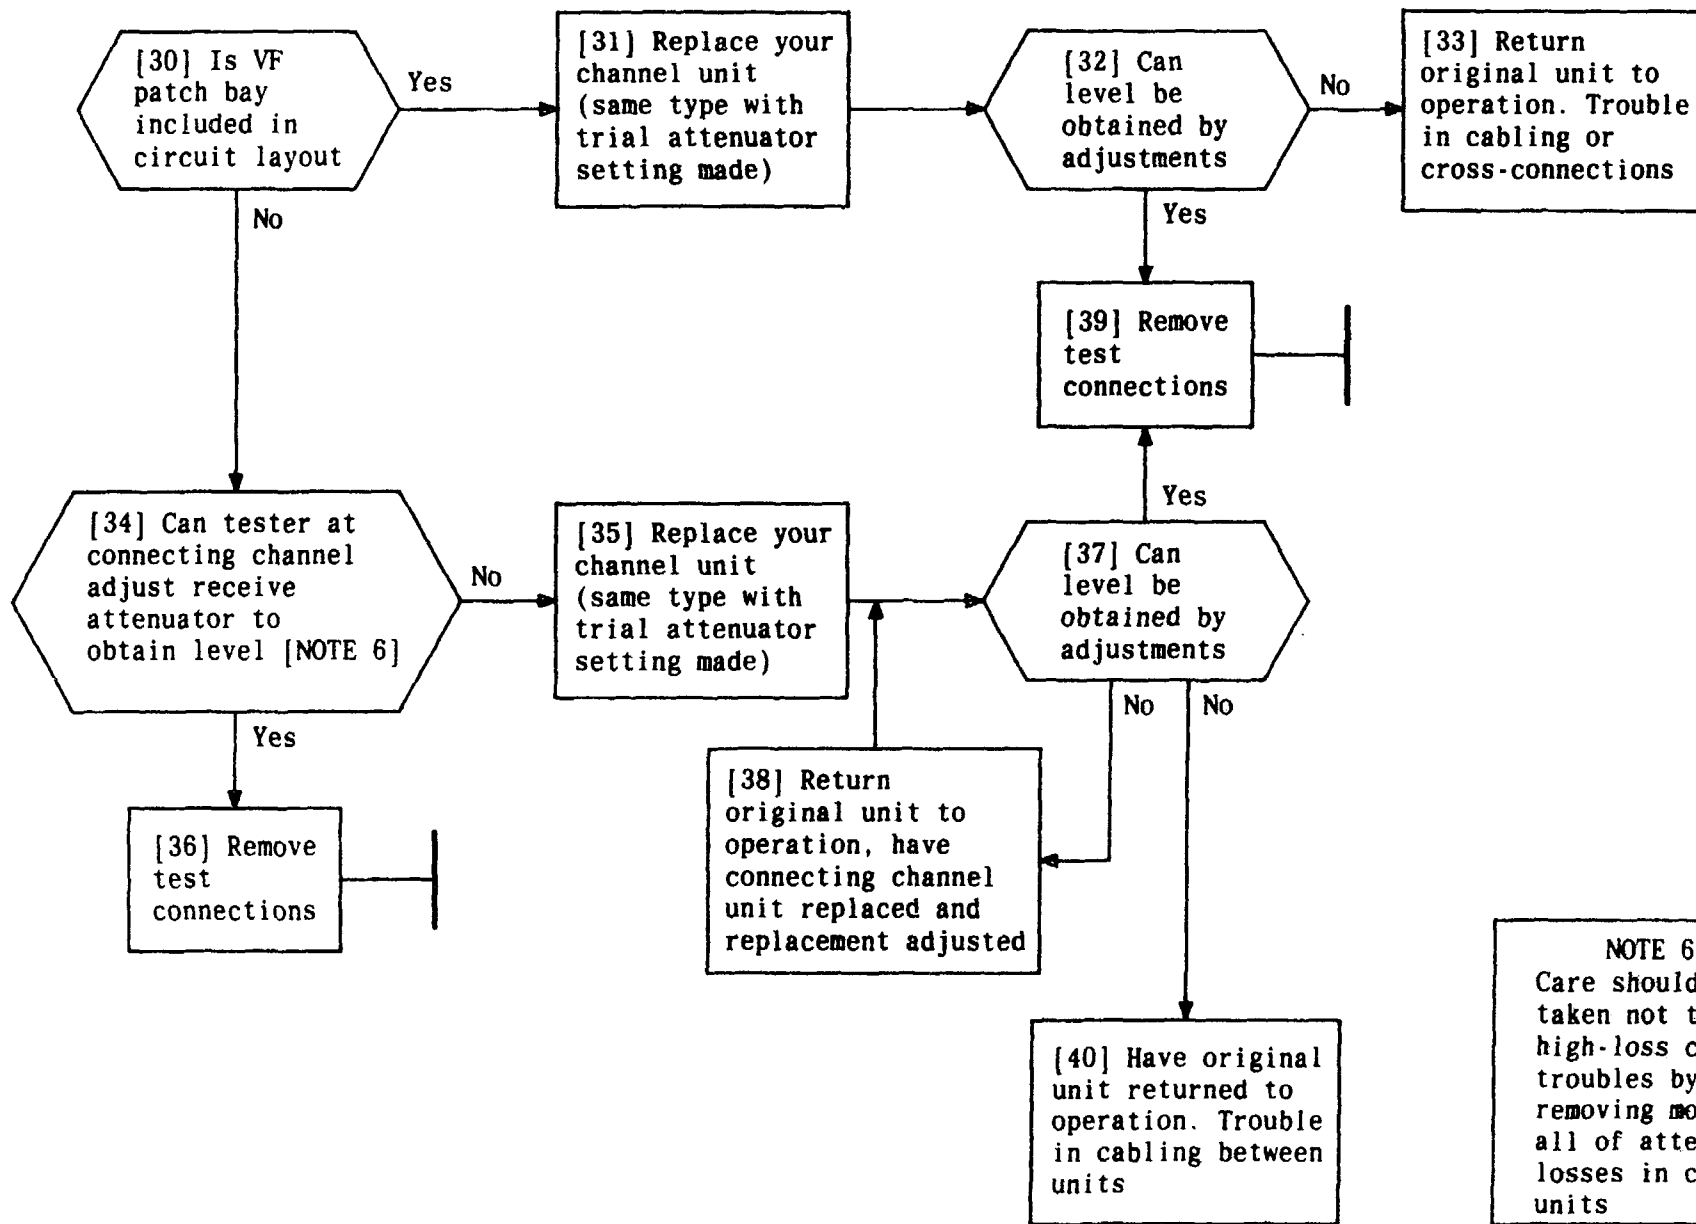 [30] Is VF
patch bay
included in
circuit layout
Yes
No
[31] Replace your
channel unit
(same type with
trial attenuator
setting made)
[32] Can
level be
obtained by
adjustments
No
Yes
[33] Return
original unit to
operation. Trouble
in cabling or
cross-connections
[39] Remove
test
connections
[34] Can tester at
connecting channel
adjust receive
attenuator to
obtain level [NOTE 6]
No
Yes
[35] Replace your
channel unit
(same type with
trial attenuator
setting made)
Yes
[37] Can
level be
obtained by
adjustments
No
No
[36] Remove
test
connections
[38] Return
original unit to
operation, have
connecting channel
unit replaced and
replacement adjusted
[40] Have original
unit returned to
operation. Trouble
in cabling between
units
NOTE 6
Care should
taken not
high-loss
troubles by
removing
all of
losses in
units